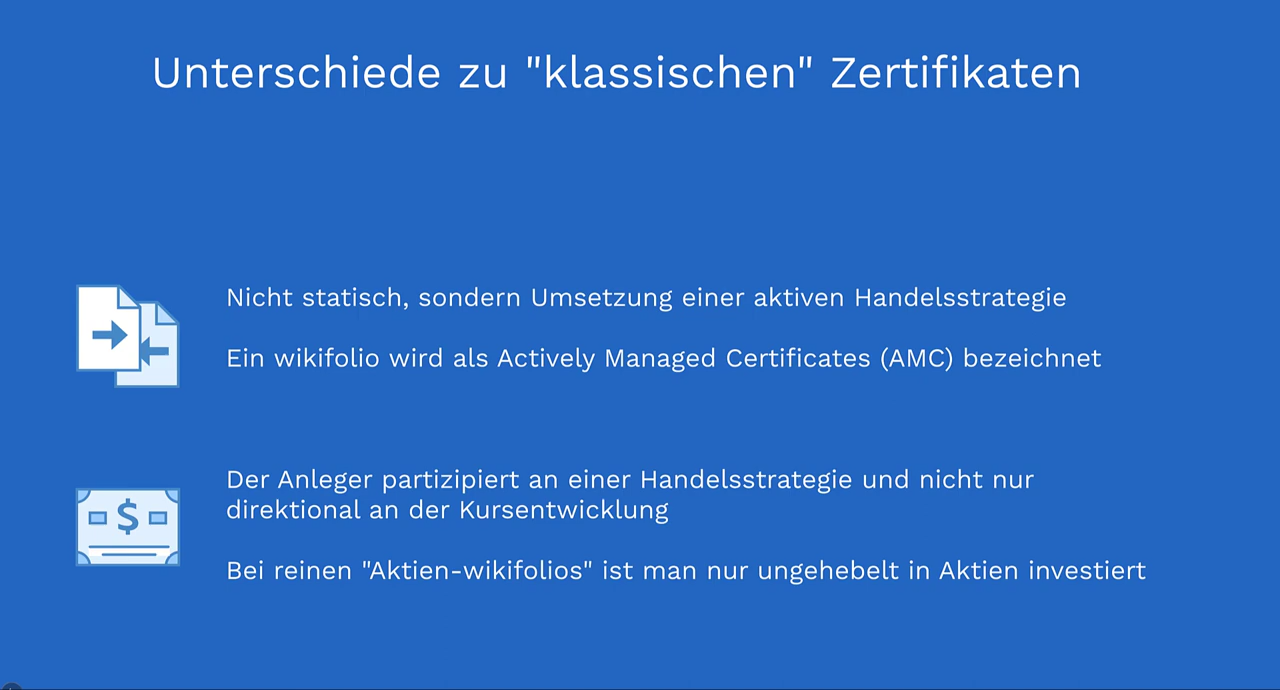 Unterschiede zu "klassischen" Zertifikaten
Nicht statisch, sondern Umsetzung einer aktiven Handelsstrategie
Ein wikifolio wird als Actively Managed Certificates (AMC) bezeichnet
$
Der Anleger partizipiert an einer Handelsstrategie und nicht nur
direktional an der Kursentwicklung
Bei reinen "Aktien-wikifolios" ist man nur ungehebelt in Aktien investiert